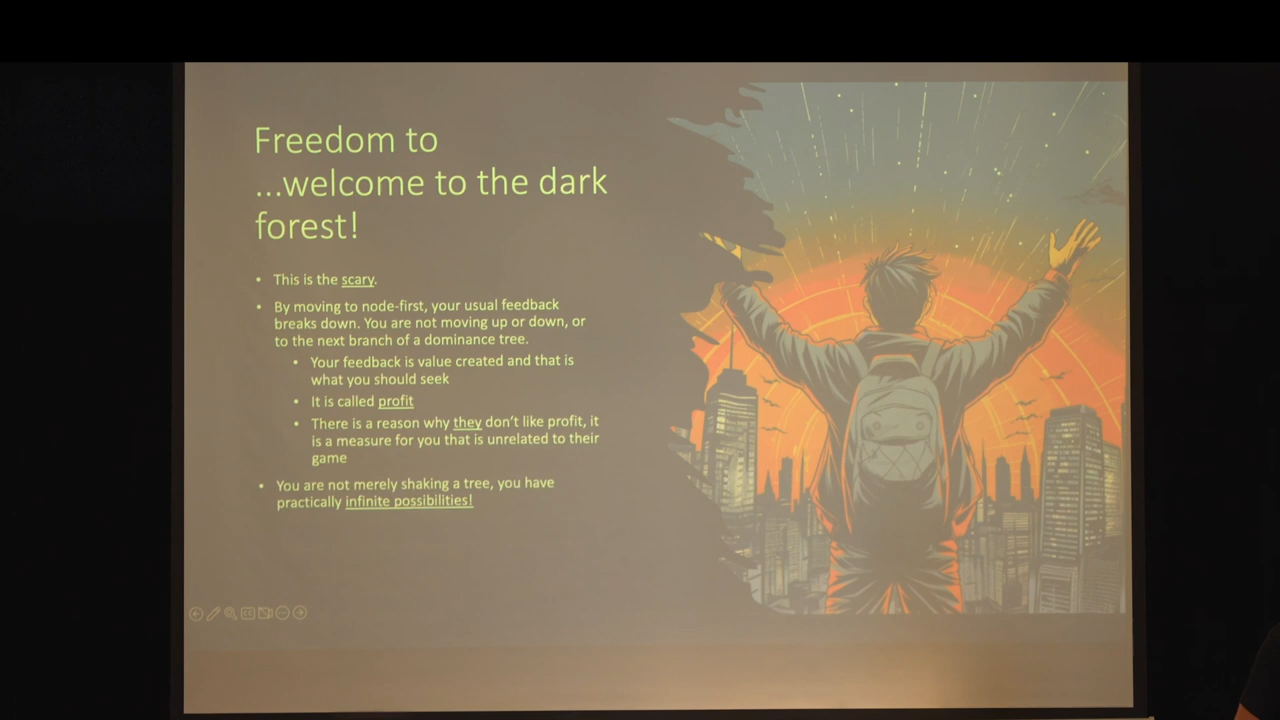 Freedom to
...welcome to the dark
forest!
• This is the scary.
• By moving to node-first, your usual feedback
breaks down. You are not moving up or down, or
to the next branch of a dominance tree.
• Your feedback is value created and that is
what you should seek
• It is called profit
• There is a reason why they don't like profit, it
is a measure for you that is unrelated to their
game
• You are not merely shaking a tree, you have
practically infinite possibilities!